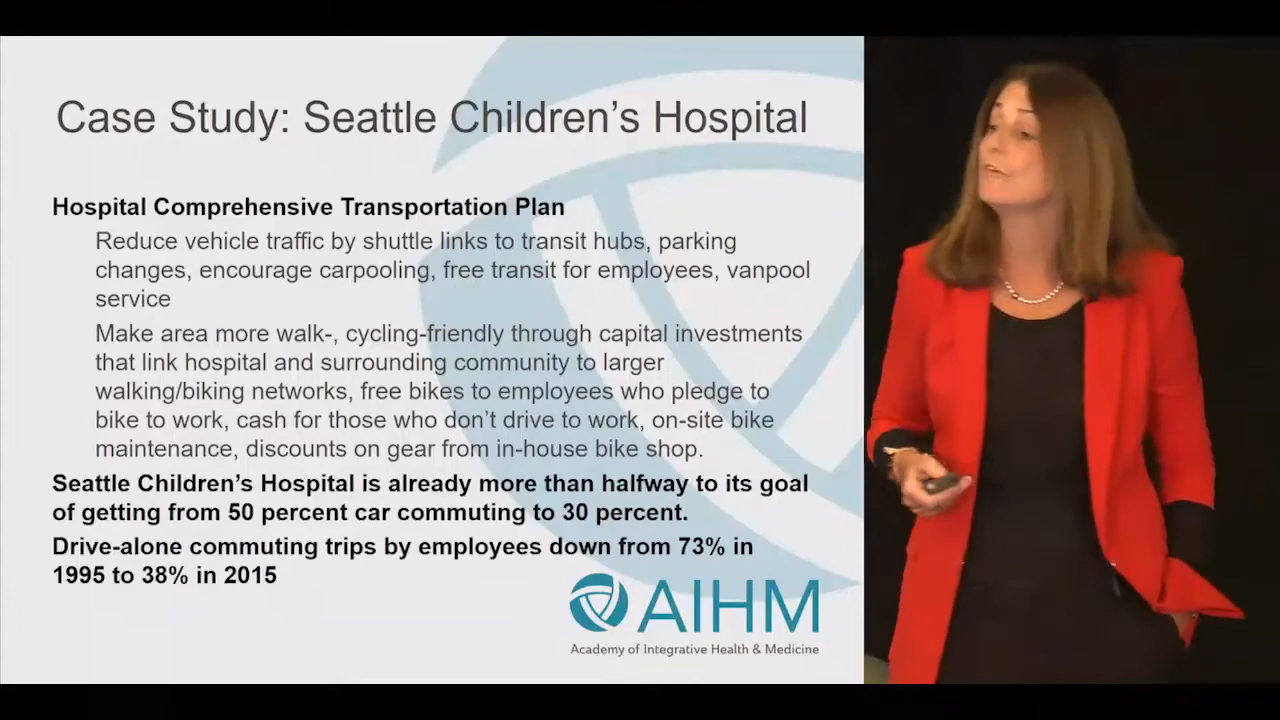 Case Study: Seattle Children’s Hospital
Hospital Comprehensive Transportation Plan
Reduce vehicle traffic by shuttle links to transit hubs, parking
changes, encourage carpooling, free transit for employees, vanpool
service
Make area more walk-, cycling-friendly through capital investments
that link hospital and surrounding community to larger
walking/biking networks, free bikes to employees who pledge to
bike to work, cash for those who don’t drive to work, on-site bike
maintenance, discounts on gear from in-house bike shop.
Seattle Children’s Hospital is already more than halfway to its goal
of getting from 50 percent car commuting to 30 percent.
Drive-alone commuting trips by employees down from 73% in
1995 to 38% in 2015
AIHM
Academy of Integrative Health & Medicine